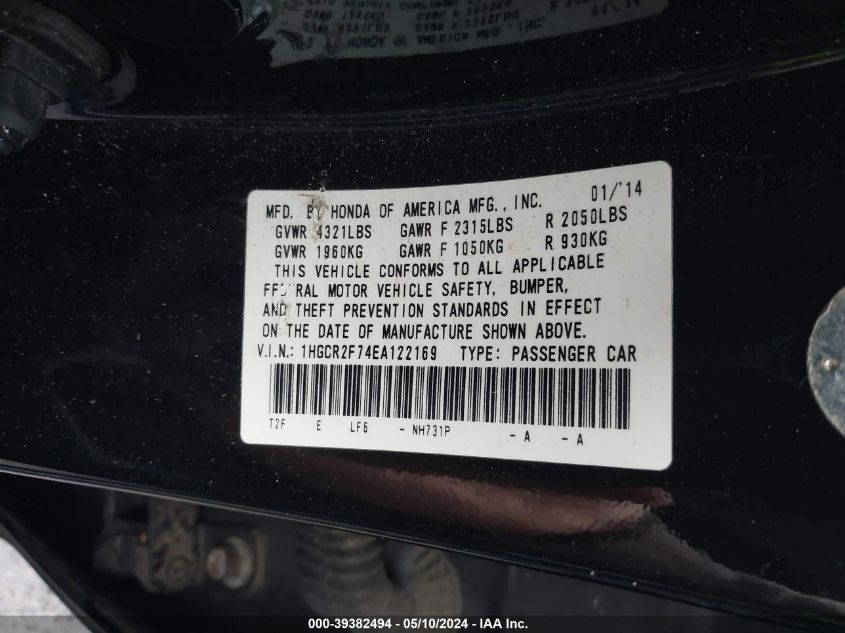 MFD. BY HONDA OF AMERICA MFG., INC. 01/'14
GVWR 4321LBS GAWR F 2315LBS R 2050LBS
GVWR 1960KG GAWR F 1050KG R 930KG
THIS VEHICLE CONFORMS TO ALL APPLICABLE
FEDERAL MOTOR VEHICLE SAFETY, BUMPER,
AND THEFT PREVENTION STANDARDS IN EFFECT
ON THE DATE OF MANUFACTURE SHOWN ABOVE.
V.I.N.: 1HGCR2F74EA122169 TYPE: PASSENGER CAR
T2F E LF6 - NH731P - A - A
000-39382494 - 05/10/2024 - IAA Inc.